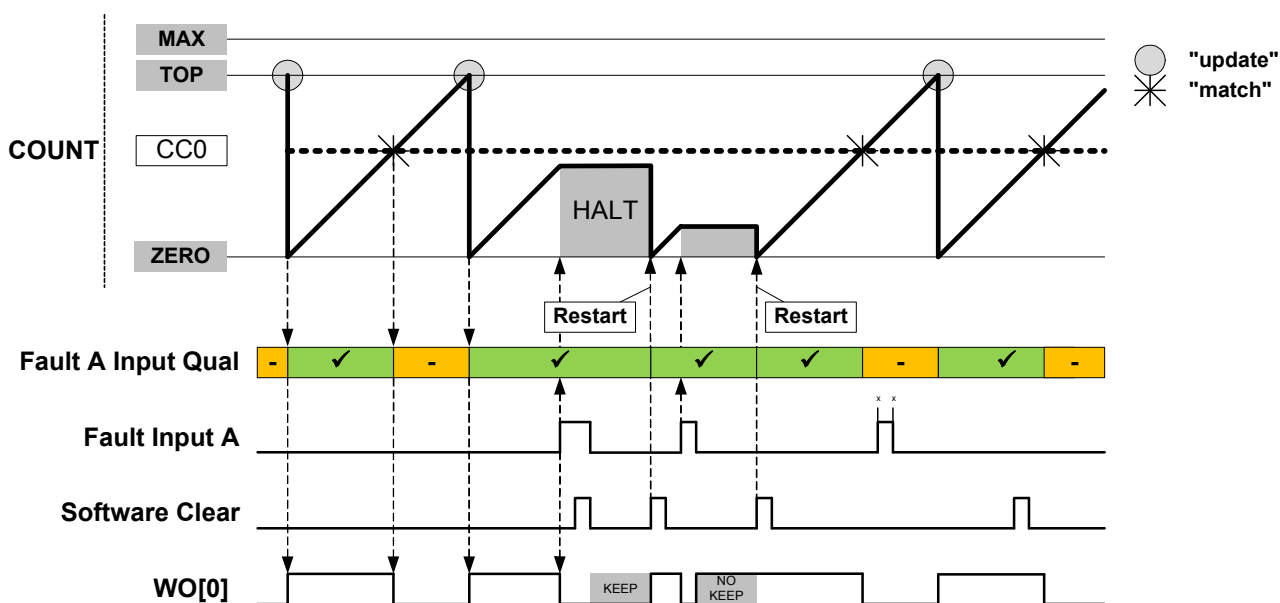 MAX
TOP
"update"
"match"
COUNT
CC0
HALT
ZERO
Restart
Restart
Fault A Input Qual
- ✓ - ✓ ✓ ✓ - ✓ -
x x
Fault Input A
Software Clear
WO[0]
KEEP
NO
KEEP